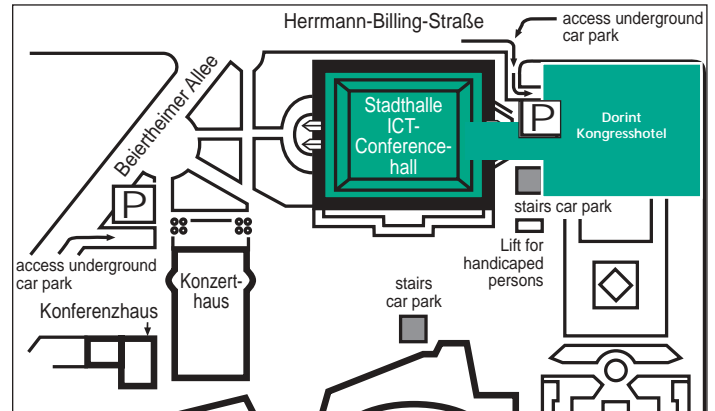 Herrmann-Billing-Straße
access underground
car park
Beiertheimer Allee
Stadthalle
ICT-
Conference-
hall
P
Dorint
Kongresshotel
P
stairs car park
Lift for
handicaped
persons
access underground
car park
Konzert-
haus
stairs
car park
Konferenzhaus